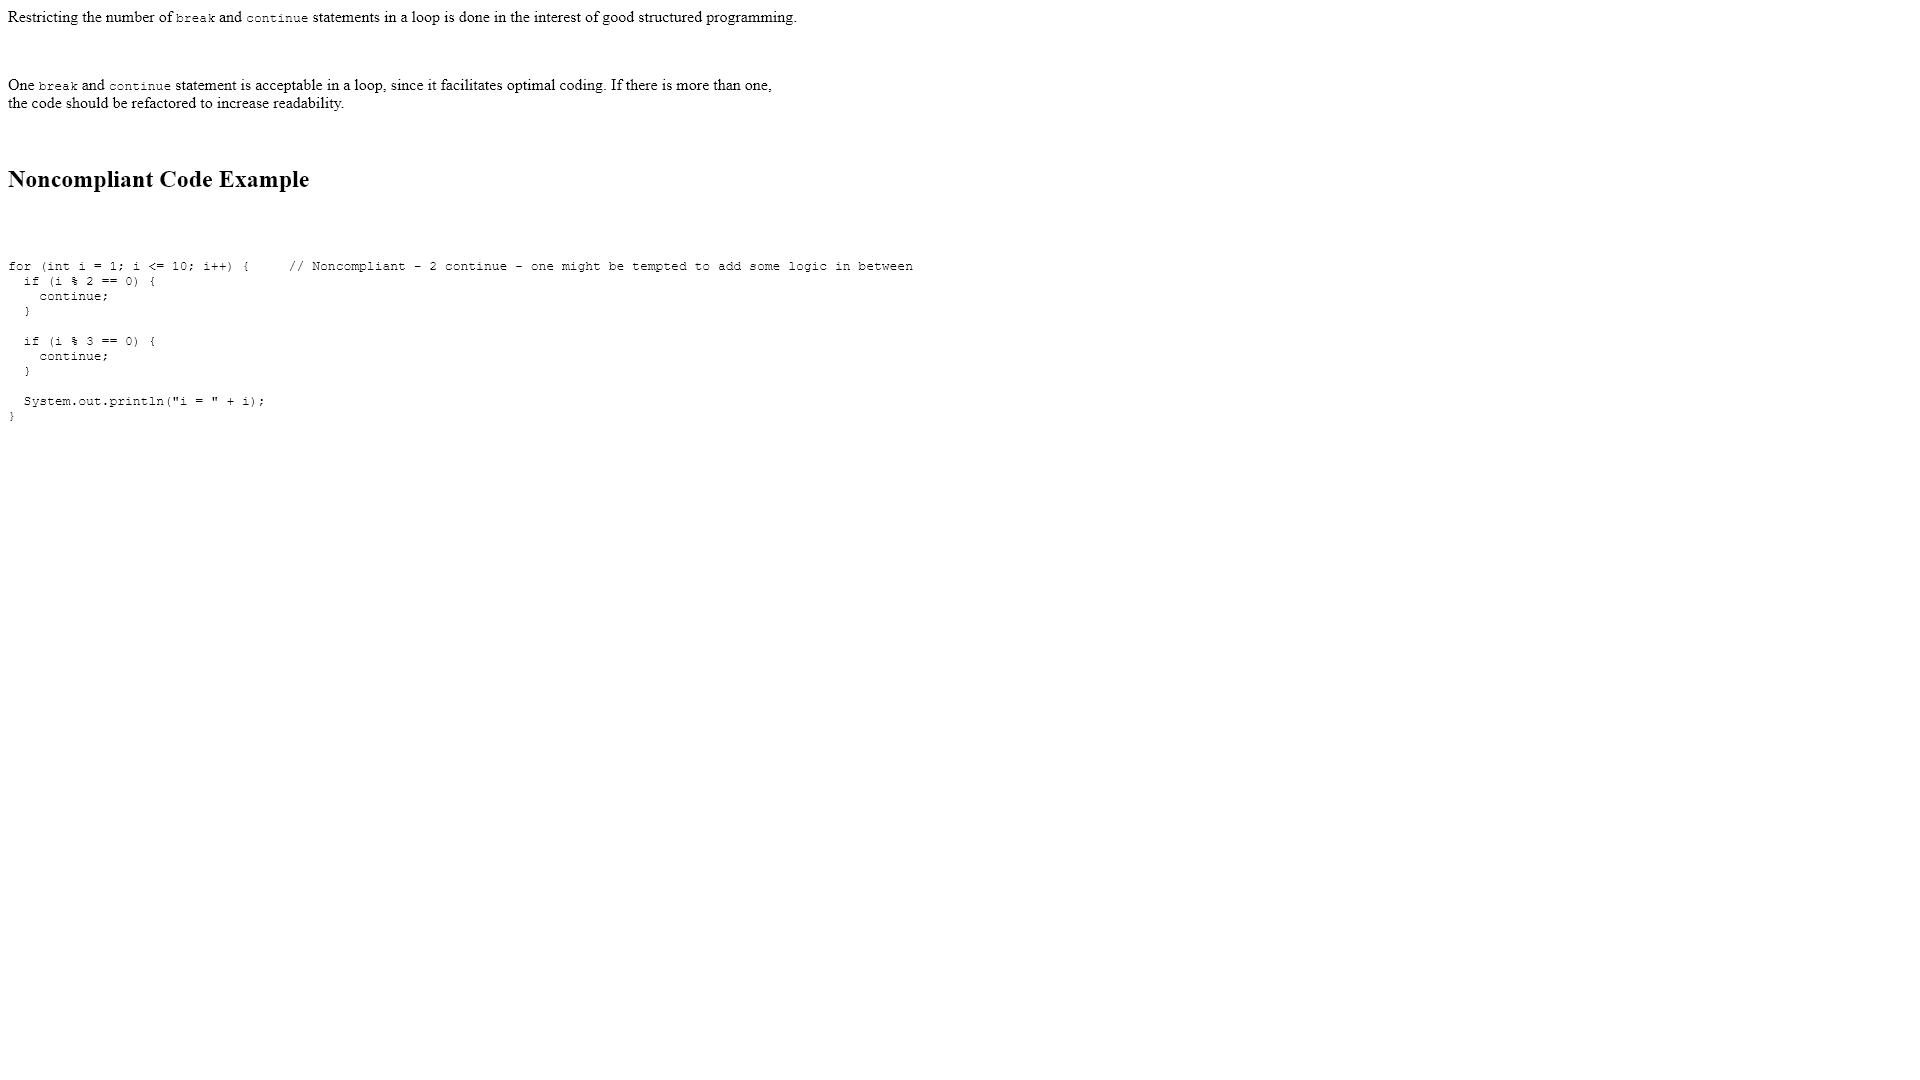 Restricting the number of break and continue statements in a loop is done in the interest of good structured programming.
One break and continue statement is acceptable in a loop, since it facilitates optimal coding. If there is more than one,
the code should be refactored to increase readability.
Noncompliant Code Example
for (int i = 1; i <= 10; i++) {     // Noncompliant - 2 continue - one might be tempted to add some logic in between
  if (i % 2 == 0) {
    continue;
  }
  if (i % 3 == 0) {
    continue;
  }
  System.out.println("i = " + i);
}